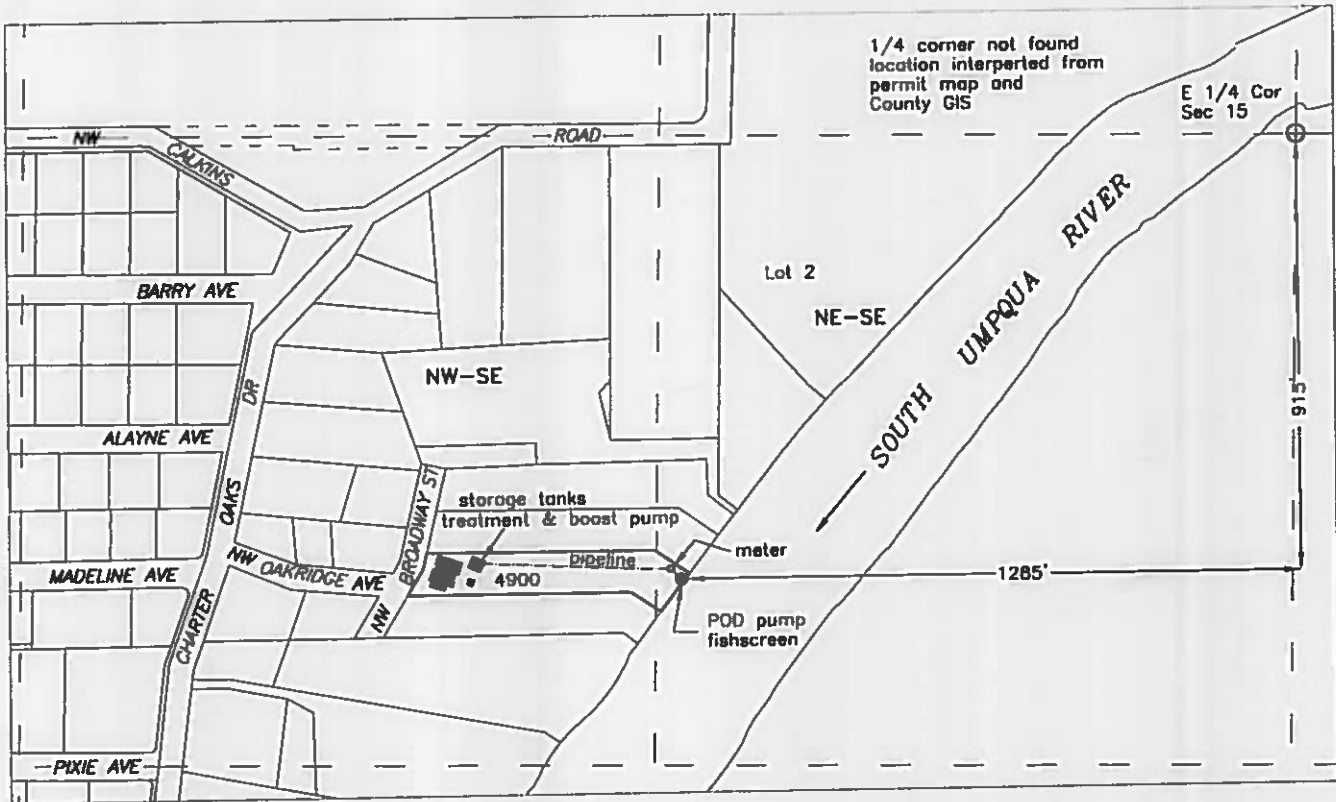 1/4 corner not found
location interperted from
permit map and
County GIS
E 1/4 Cor
Sec 15
NW
CALKINS
ROAD
SOUTH UMPQUA RIVER
Lot 2
NE-SE
BARRY AVE
NW-SE
915'
DR
ALAYNE AVE
OAKS
BROADWAY ST
storage tanks
treatment & boost pump
pipeline
meter
MADELINE AVE
NW OAKRIDGE AVE
4900
1285'
CHARTER
NW
POD pump
fishscreen
PIXIE AVE